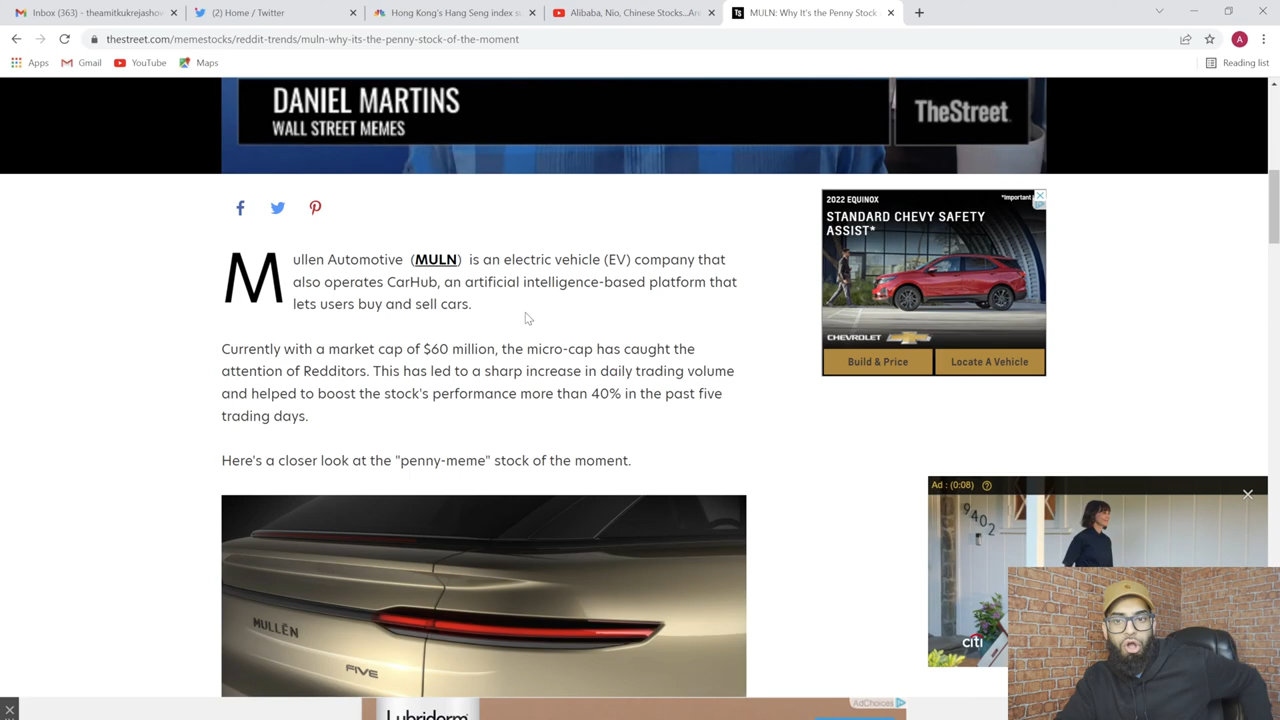 Inbox (363) - theamitkukrejashow
(2) Home / Twitter
Hong Kong's Hang Seng index s
Alibaba, Nio, Chinese Stocks...An
MULN: Why It's the Penny Stock
thestreet.com/memestocks/reddit-trends/muln-why-its-the-penny-stock-of-the-moment
A
Apps
Gmail
YouTube
Maps
Reading list
DANIEL MARTINS
WALL STREET MEMES
TheStreet
2022 EQUINOX
*Important i
STANDARD CHEVY SAFETY
ASSIST*
CHEVROLET
Build & Price
Locate A Vehicle
Mullen Automotive (MULN) is an electric vehicle (EV) company that
also operates CarHub, an artificial intelligence-based platform that
lets users buy and sell cars.
Currently with a market cap of $60 million, the micro-cap has caught the
attention of Redditors. This has led to a sharp increase in daily trading volume
and helped to boost the stock's performance more than 40% in the past five
trading days.
Here's a closer look at the "penny-meme" stock of the moment.
Ad : (0:08)
9402
citi
MULLEN
FIVE
AdChoices
Lubriderm